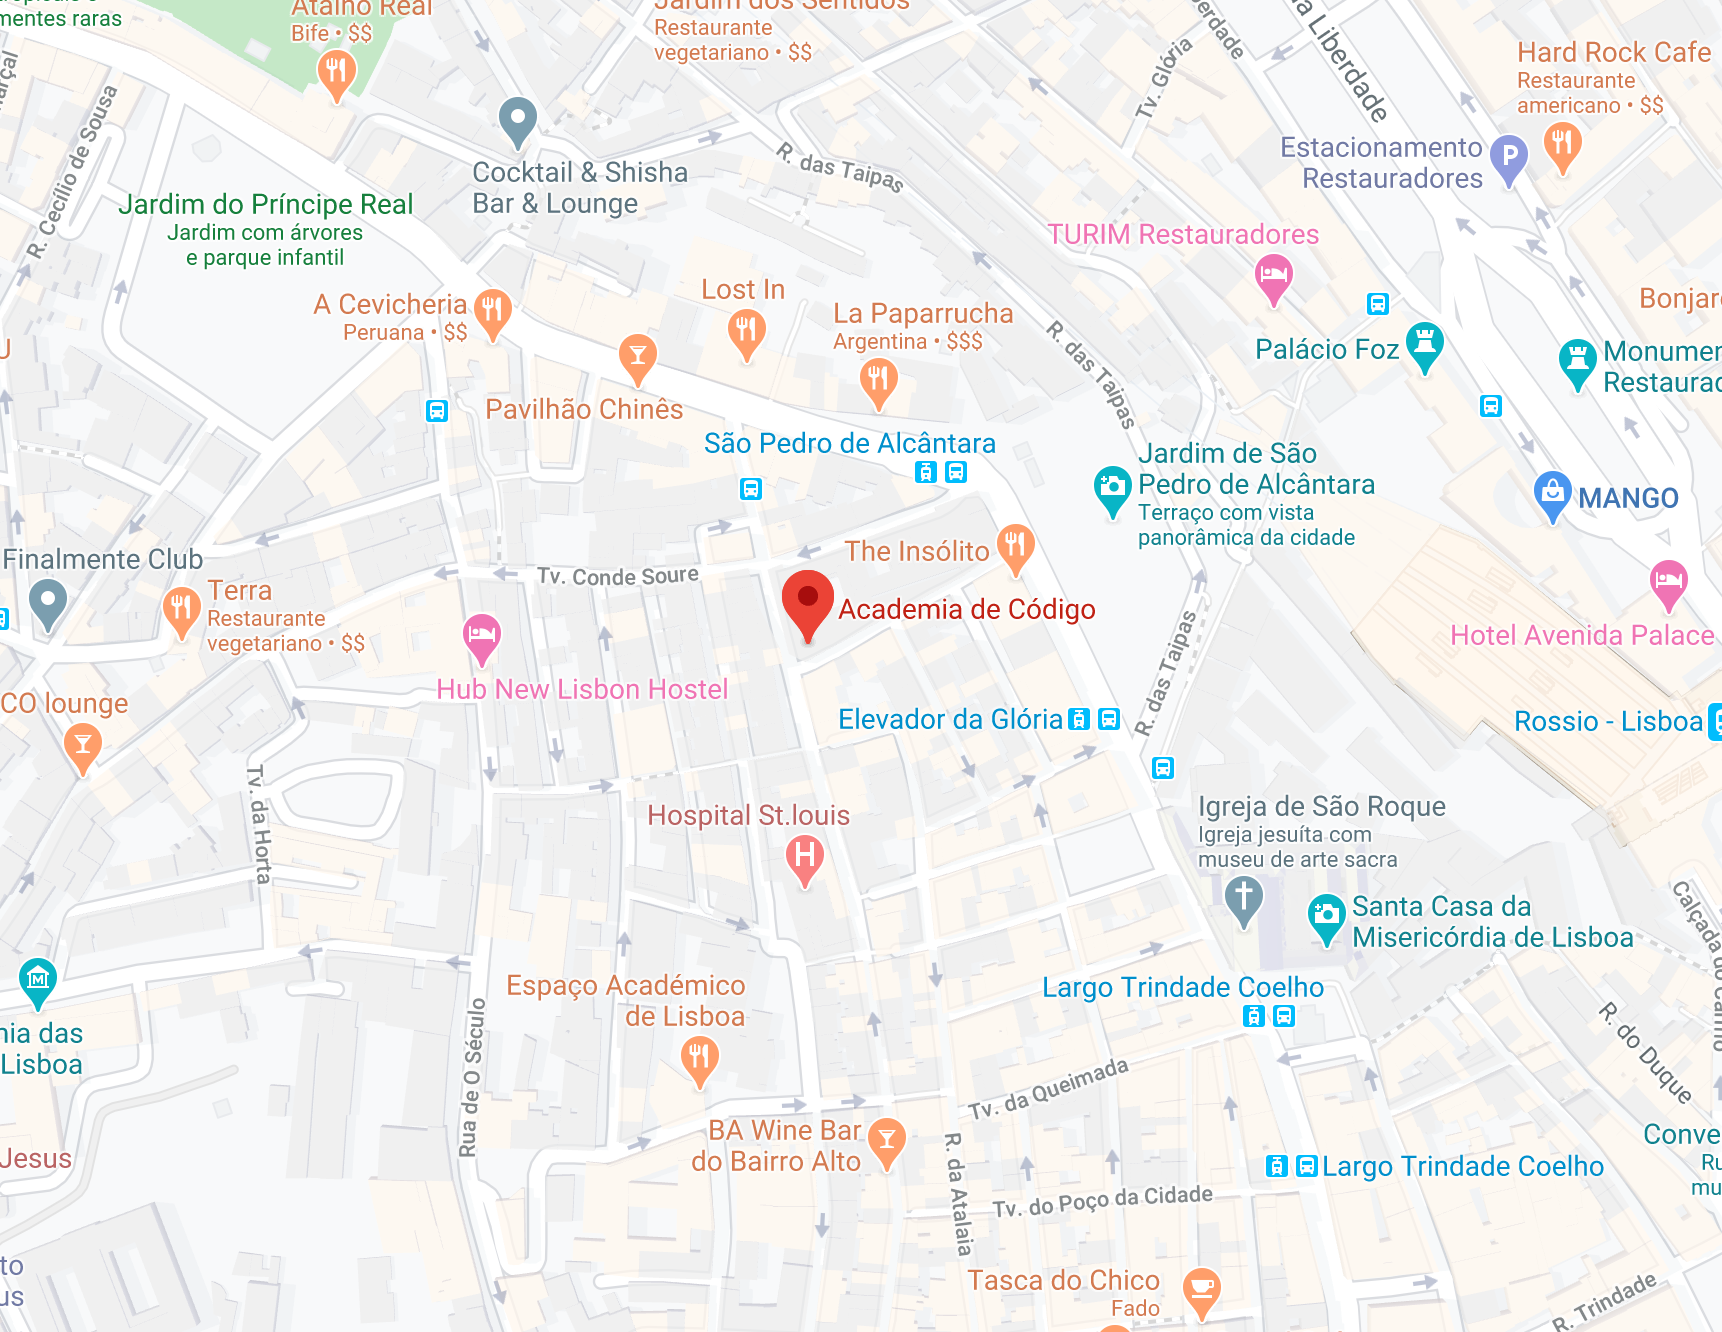 mentes raras
Atalho Real
Bife • $$
Jardim dos Sentidos
Restaurante
vegetariano • $$
Hard Rock Cafe
Restaurante
americano • $$
Tv. Glória
da Liberdade
R. Cecílio de Sousa
Cocktail & Shisha
Bar & Lounge
R. das Taipas
Estacionamento
Restauradores
Jardim do Príncipe Real
Jardim com árvores
e parque infantil
TURIM Restauradores
A Cevicheria
Peruana • $$
Lost In
La Paparrucha
Argentina • $$$
Palácio Foz
Pavilhão Chinês
R. das Taipas
São Pedro de Alcântara
Jardim de São
Pedro de Alcântara
Terraço com vista
panorâmica da cidade
MANGO
Finalmente Club
Tv. Conde Soure
The Insólito
Terra
Restaurante
vegetariano • $$
Academia de Código
Hotel Avenida Palace
Hub New Lisbon Hostel
R. das Taipas
CO lounge
Elevador da Glória
Rossio - Lisboa
Tv. da Horta
Hospital St.louis
Igreja de São Roque
Igreja jesuíta com
museu de arte sacra
Santa Casa da
Misericórdia de Lisboa
Calçada do Carmo
Espaço Académico
de Lisboa
Largo Trindade Coelho
nia das
Lisboa
Rua de O Século
R. do Duque
Tv. da Queimada
BA Wine Bar
do Bairro Alto
R. da Atalaia
Jesus
Conve
Ru
mu
Largo Trindade Coelho
Tv. do Poço da Cidade
to
us
Tasca do Chico
Fado
R. Trindade
Bonjar
Monumen
Restaurad